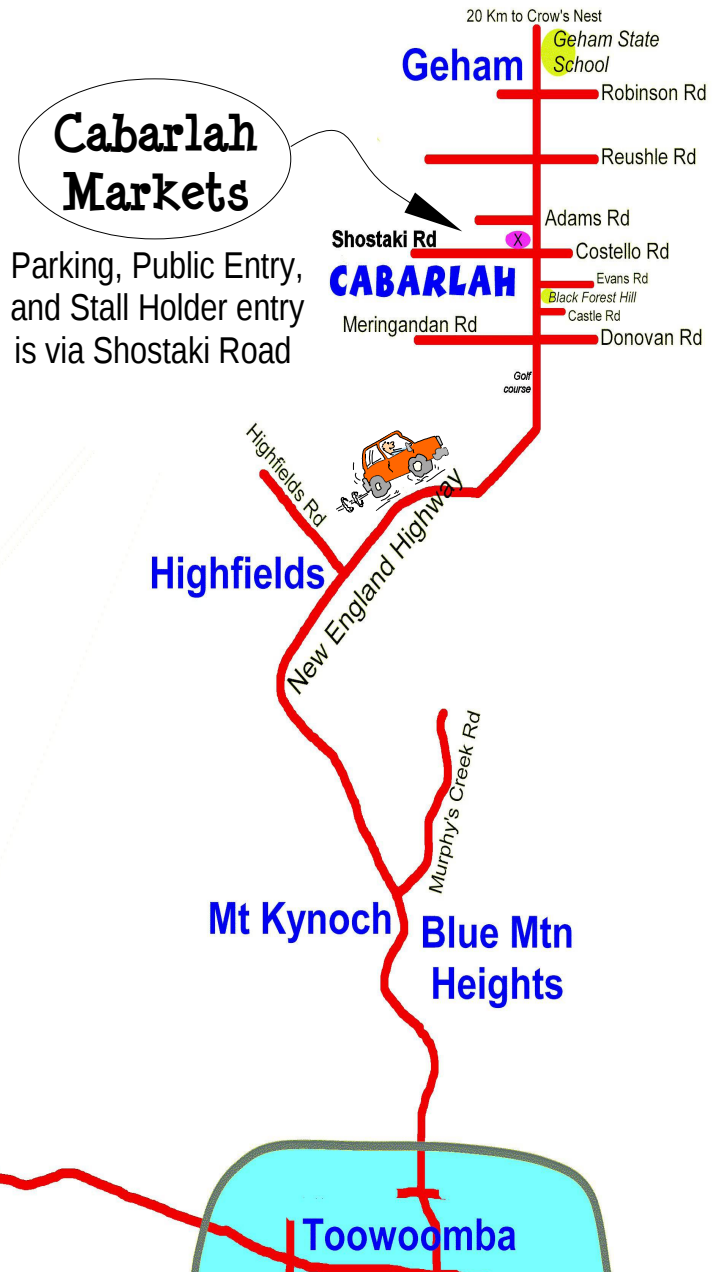 20 Km to Crow's Nest
Geham State
School
Geham
Robinson Rd
Cabarlah
Markets
Reushle Rd
Adams Rd
Shostaki Rd
X
Costello Rd
Parking, Public Entry,
and Stall Holder entry
is via Shostaki Road
CABARLAH
Evans Rd
Black Forest Hill
Castle Rd
Meringandan Rd
Donovan Rd
Golf
course
Highfields Rd
New England Highway
Highfields
Murphy's Creek Rd
Mt Kynoch
Blue Mtn
Heights
Toowoomba